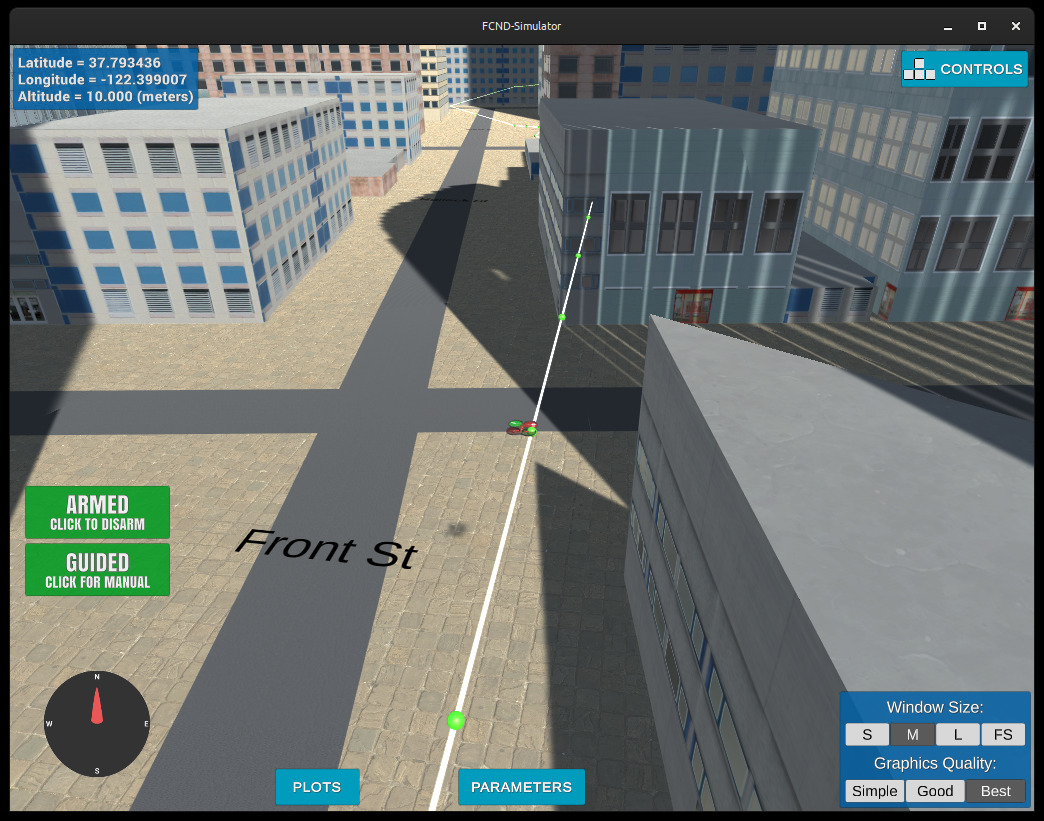 FCND-Simulator
Latitude = 37.793436
Longitude = -122.399007
Altitude = 10.000 (meters)
CONTROLS
ARMED
CLICK TO DISARM
GUIDED
CLICK FOR MANUAL
Front St
N
W
E
S
PLOTS
PARAMETERS
Window Size:
S M L FS
Graphics Quality:
Simple Good Best